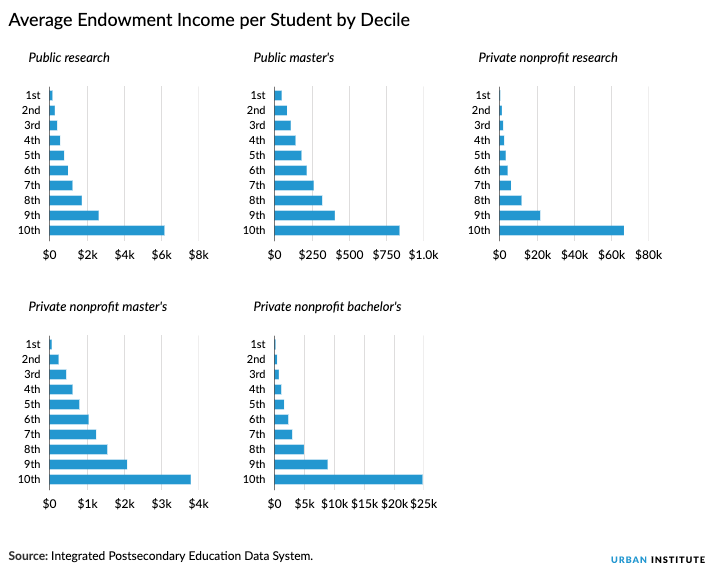 Average Endowment Income per Student by Decile
Public research
1st
2nd
3rd
4th
5th
6th
7th
8th
9th
10th
$0 $2k $4k $6k $8k
Public master's
1st
2nd
3rd
4th
5th
6th
7th
8th
9th
10th
$0 $250 $500 $750 $1.0k
Private nonprofit research
1st
2nd
3rd
4th
5th
6th
7th
8th
9th
10th
$0 $20k $40k $60k $80k
Private nonprofit master's
1st
2nd
3rd
4th
5th
6th
7th
8th
9th
10th
$0 $1k $2k $3k $4k
Private nonprofit bachelor's
1st
2nd
3rd
4th
5th
6th
7th
8th
9th
10th
$0 $5k $10k $15k $20k $25k
Source: Integrated Postsecondary Education Data System.
URBAN INSTITUTE